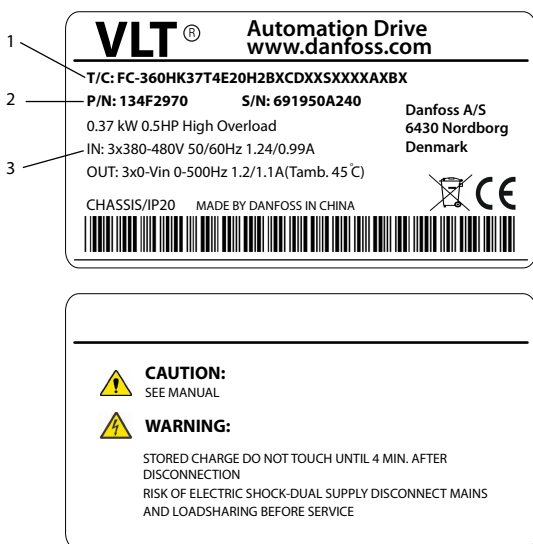 VLT ® Automation Drive
www.danfoss.com
1
T/C: FC-360HK37T4E20H2BXCDXXSXXXXAXBX
2
P/N: 134F2970 S/N: 691950A240
Danfoss A/S
6430 Nordborg
Denmark
0.37 kW 0.5HP High Overload
3
IN: 3x380-480V 50/60Hz 1.24/0.99A
OUT: 3x0-Vin 0-500Hz 1.2/1.1A(Tamb. 45˚C)
CHASSIS/IP20 MADE BY DANFOSS IN CHINA
CE
CAUTION:
SEE MANUAL
WARNING:
STORED CHARGE DO NOT TOUCH UNTIL 4 MIN. AFTER
DISCONNECTION
RISK OF ELECTRIC SHOCK-DUAL SUPPLY DISCONNECT MAINS
AND LOADSHARING BEFORE SERVICE